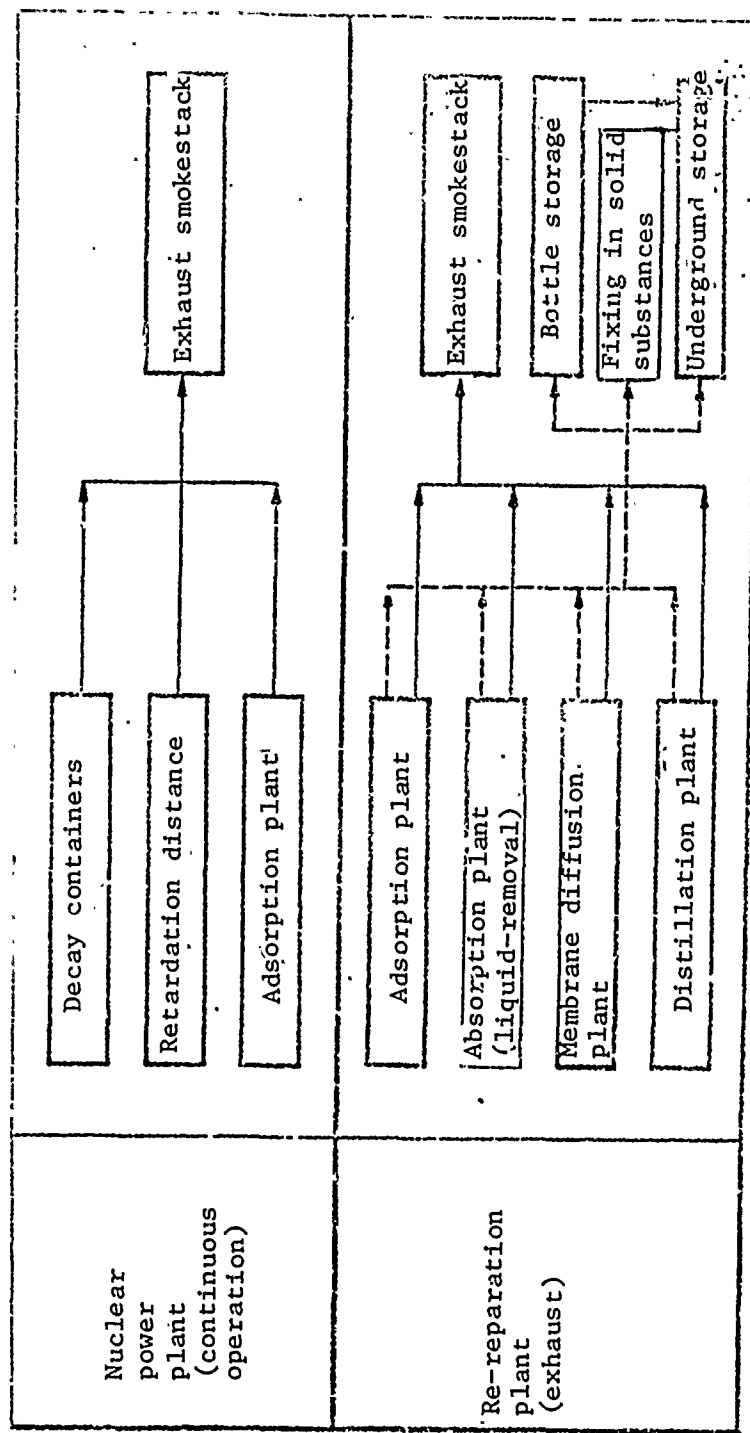 Nuclear
power
plant
(continuous
operation)
Decay containers
Retardation distance
Adsorption plant
Exhaust smokestack
Re-reparation
plant
(exhaust)
Adsorption plant
Absorption plant
(liquid-removal)
Membrane diffusion
plant
Distillation plant
Exhaust smokestack
Bottle storage
Fixing in solid
substances
Underground storage